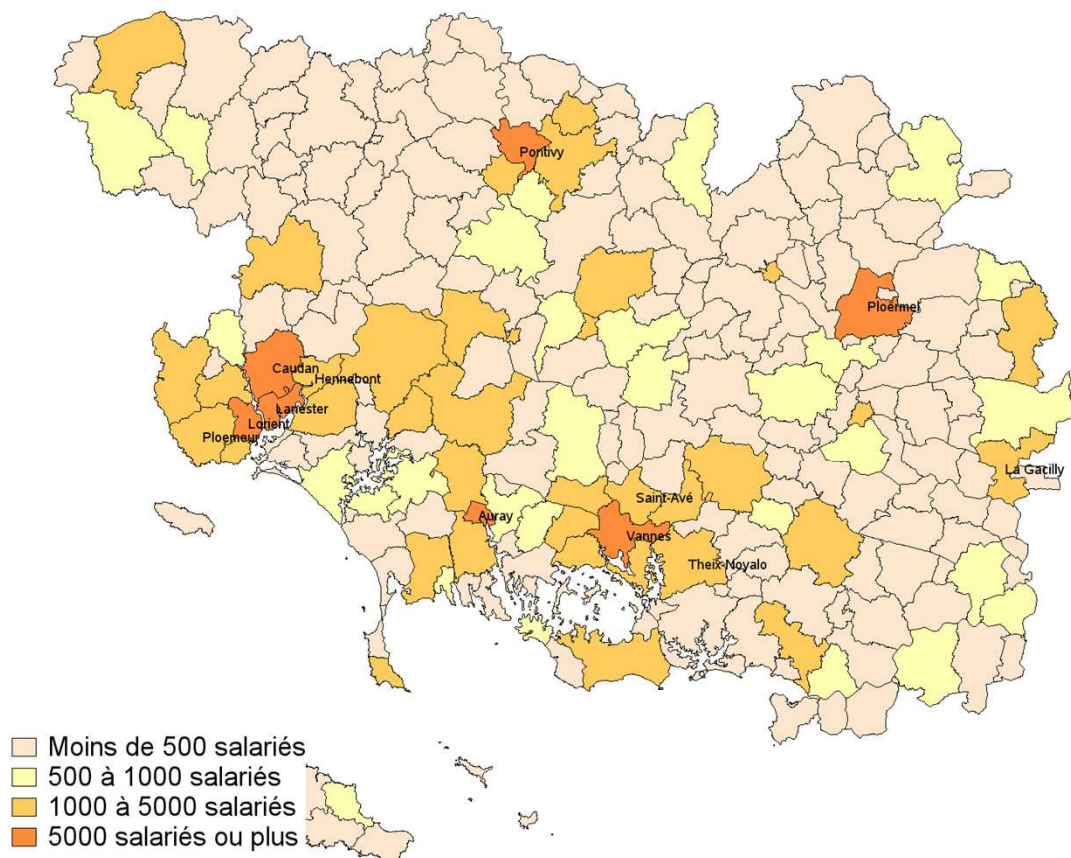 Pontivy
Ploërmel
Caudan
Hennebont
Lanester
Lorient
Ploemeur
La Gacilly
Saint-Avé
Auray
Vannes
Theix-Noyalo
Moins de 500 salariés
500 à 1000 salariés
1000 à 5000 salariés
5000 salariés ou plus